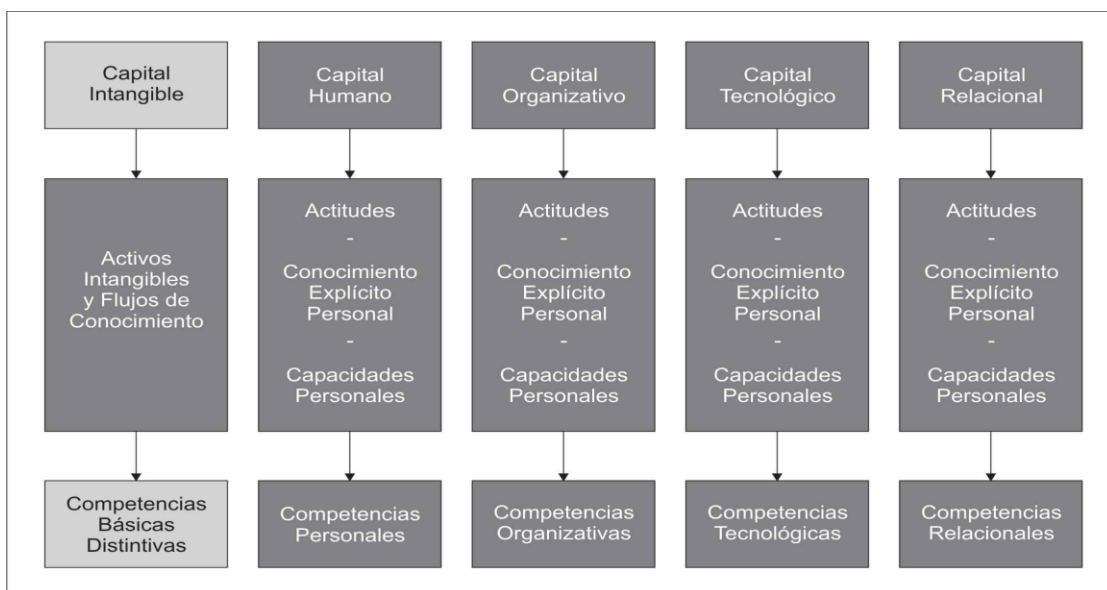 Capital
Intangible
Capital
Humano
Capital
Organizativo
Capital
Tecnológico
Capital
Relacional
Activos
Intangibles
y Flujos de
Conocimiento
Actitudes
-
Conocimiento
Explícito
Personal
-
Capacidades
Personales
Actitudes
-
Conocimiento
Explícito
Personal
-
Capacidades
Personales
Actitudes
-
Conocimiento
Explícito
Personal
-
Capacidades
Personales
Actitudes
-
Conocimiento
Explícito
Personal
-
Capacidades
Personales
Competencias
Básicas
Distintivas
Competencias
Personales
Competencias
Organizativas
Competencias
Tecnológicas
Competencias
Relacionales